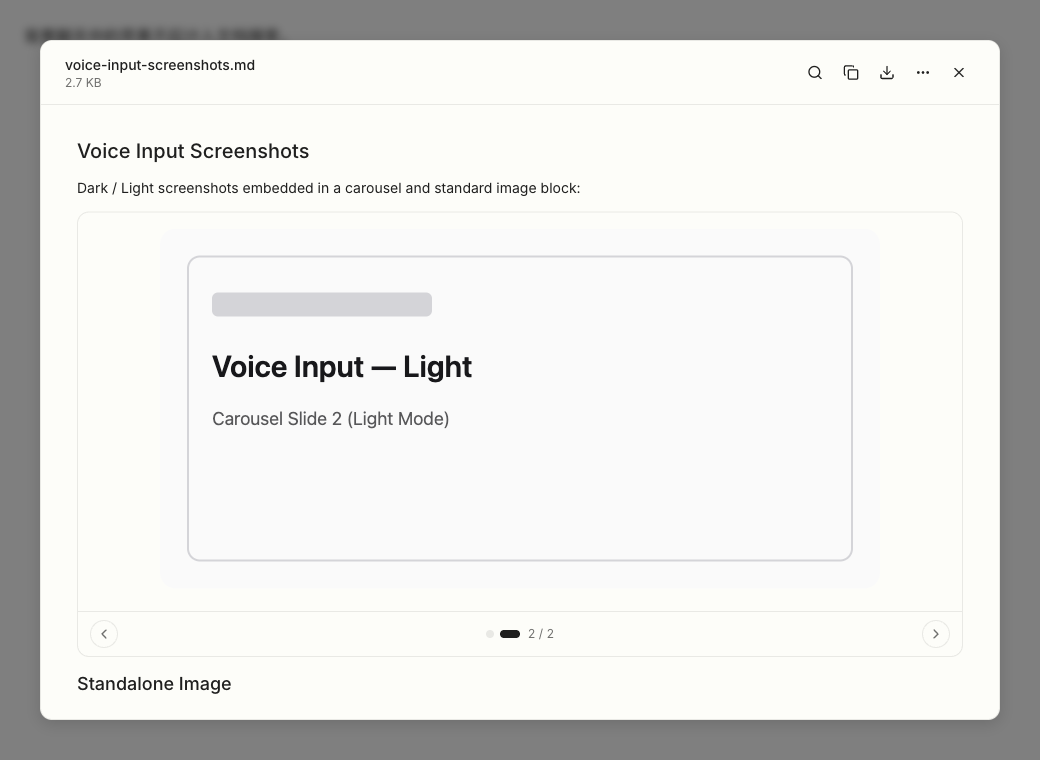 voice-input-screenshots.md
2.7 KB
Voice Input Screenshots
Dark / Light screenshots embedded in a carousel and standard image block:
Voice Input — Light
Carousel Slide 2 (Light Mode)
2 / 2
Standalone Image